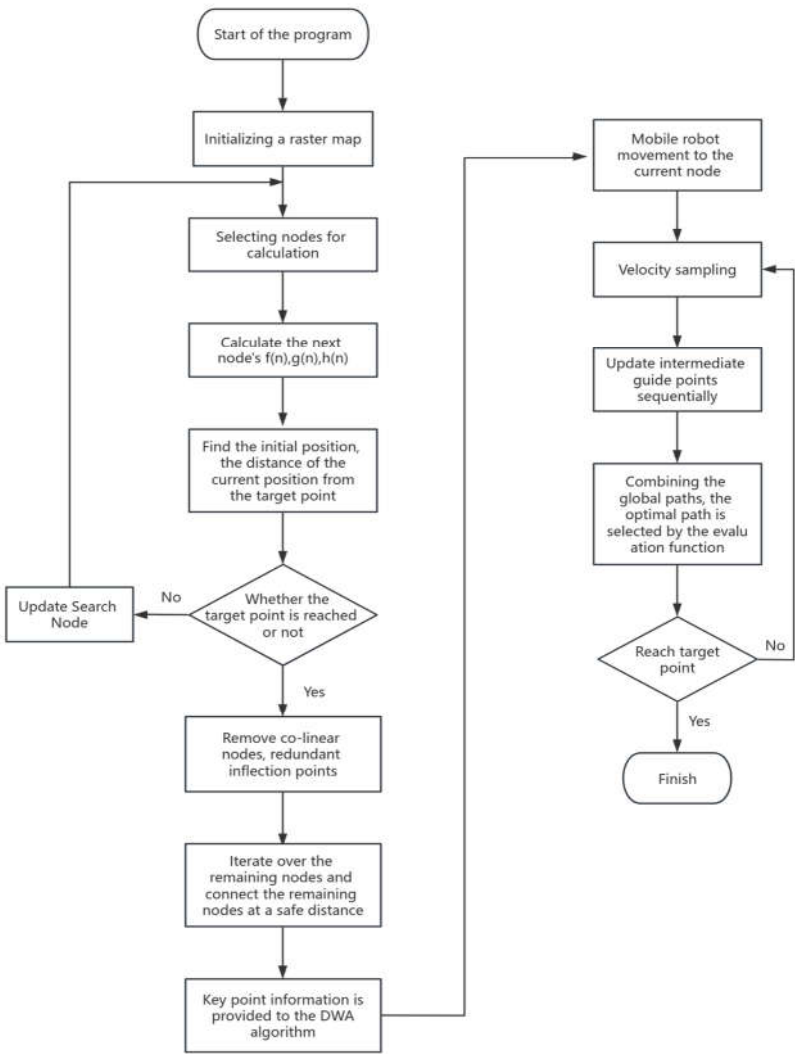 Start of the program
Initializing a raster map
Selecting nodes for
calculation
Calculate the next
node's f(n),g(n),h(n)
Find the initial position,
the distance of the
current position from
the target point
Whether the
target point is reached
or not
No
Update Search
Node
Yes
Remove co-linear
nodes, redundant
inflection points
Iterate over the
remaining nodes and
connect the remaining
nodes at a safe distance
Key point information is
provided to the DWA
algorithm
Mobile robot
movement to the
current node
Velocity sampling
Update intermediate
guide points
sequentially
Combining the
global paths, the
optimal path is
selected by the evalu
ation function
Reach target
point
No
Yes
Finish